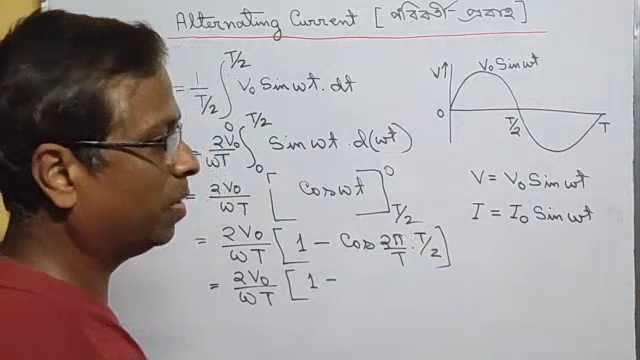 Alternating Current [পরিবর্তী-প্রবাহ]
= 1/(T/2) ∫₀^(T/2) V₀ Sin ωt · dt
= 2V₀/ωT ∫₀^(T/2) Sin ωt · d(ωt)
= 2V₀/ωT [ Cos ωt ]_(T/2)^0
= 2V₀/ωT [ 1 − Cos 2π/T · T/2 ]
= 2V₀/ωT [ 1 −
V↑
V₀ Sin ωt
0
T/2
T
V = V₀ Sin ωt
I = I₀ Sin ωt